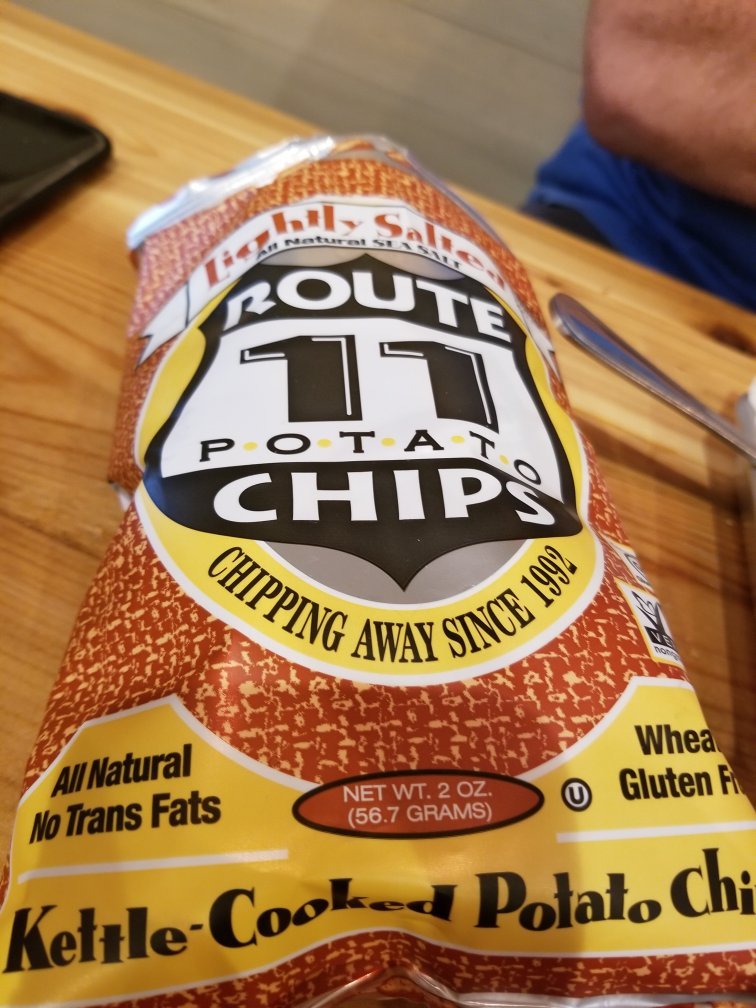 Lightly Salted
All Natural SEA SALT
ROUTE
11
P•O•T•A•T•O
CHIPS
CHIPPING AWAY SINCE 1992
All Natural
No Trans Fats
NET WT. 2 OZ.
(56.7 GRAMS)
U
Gluten
Kettle-Cooked Potato Chi